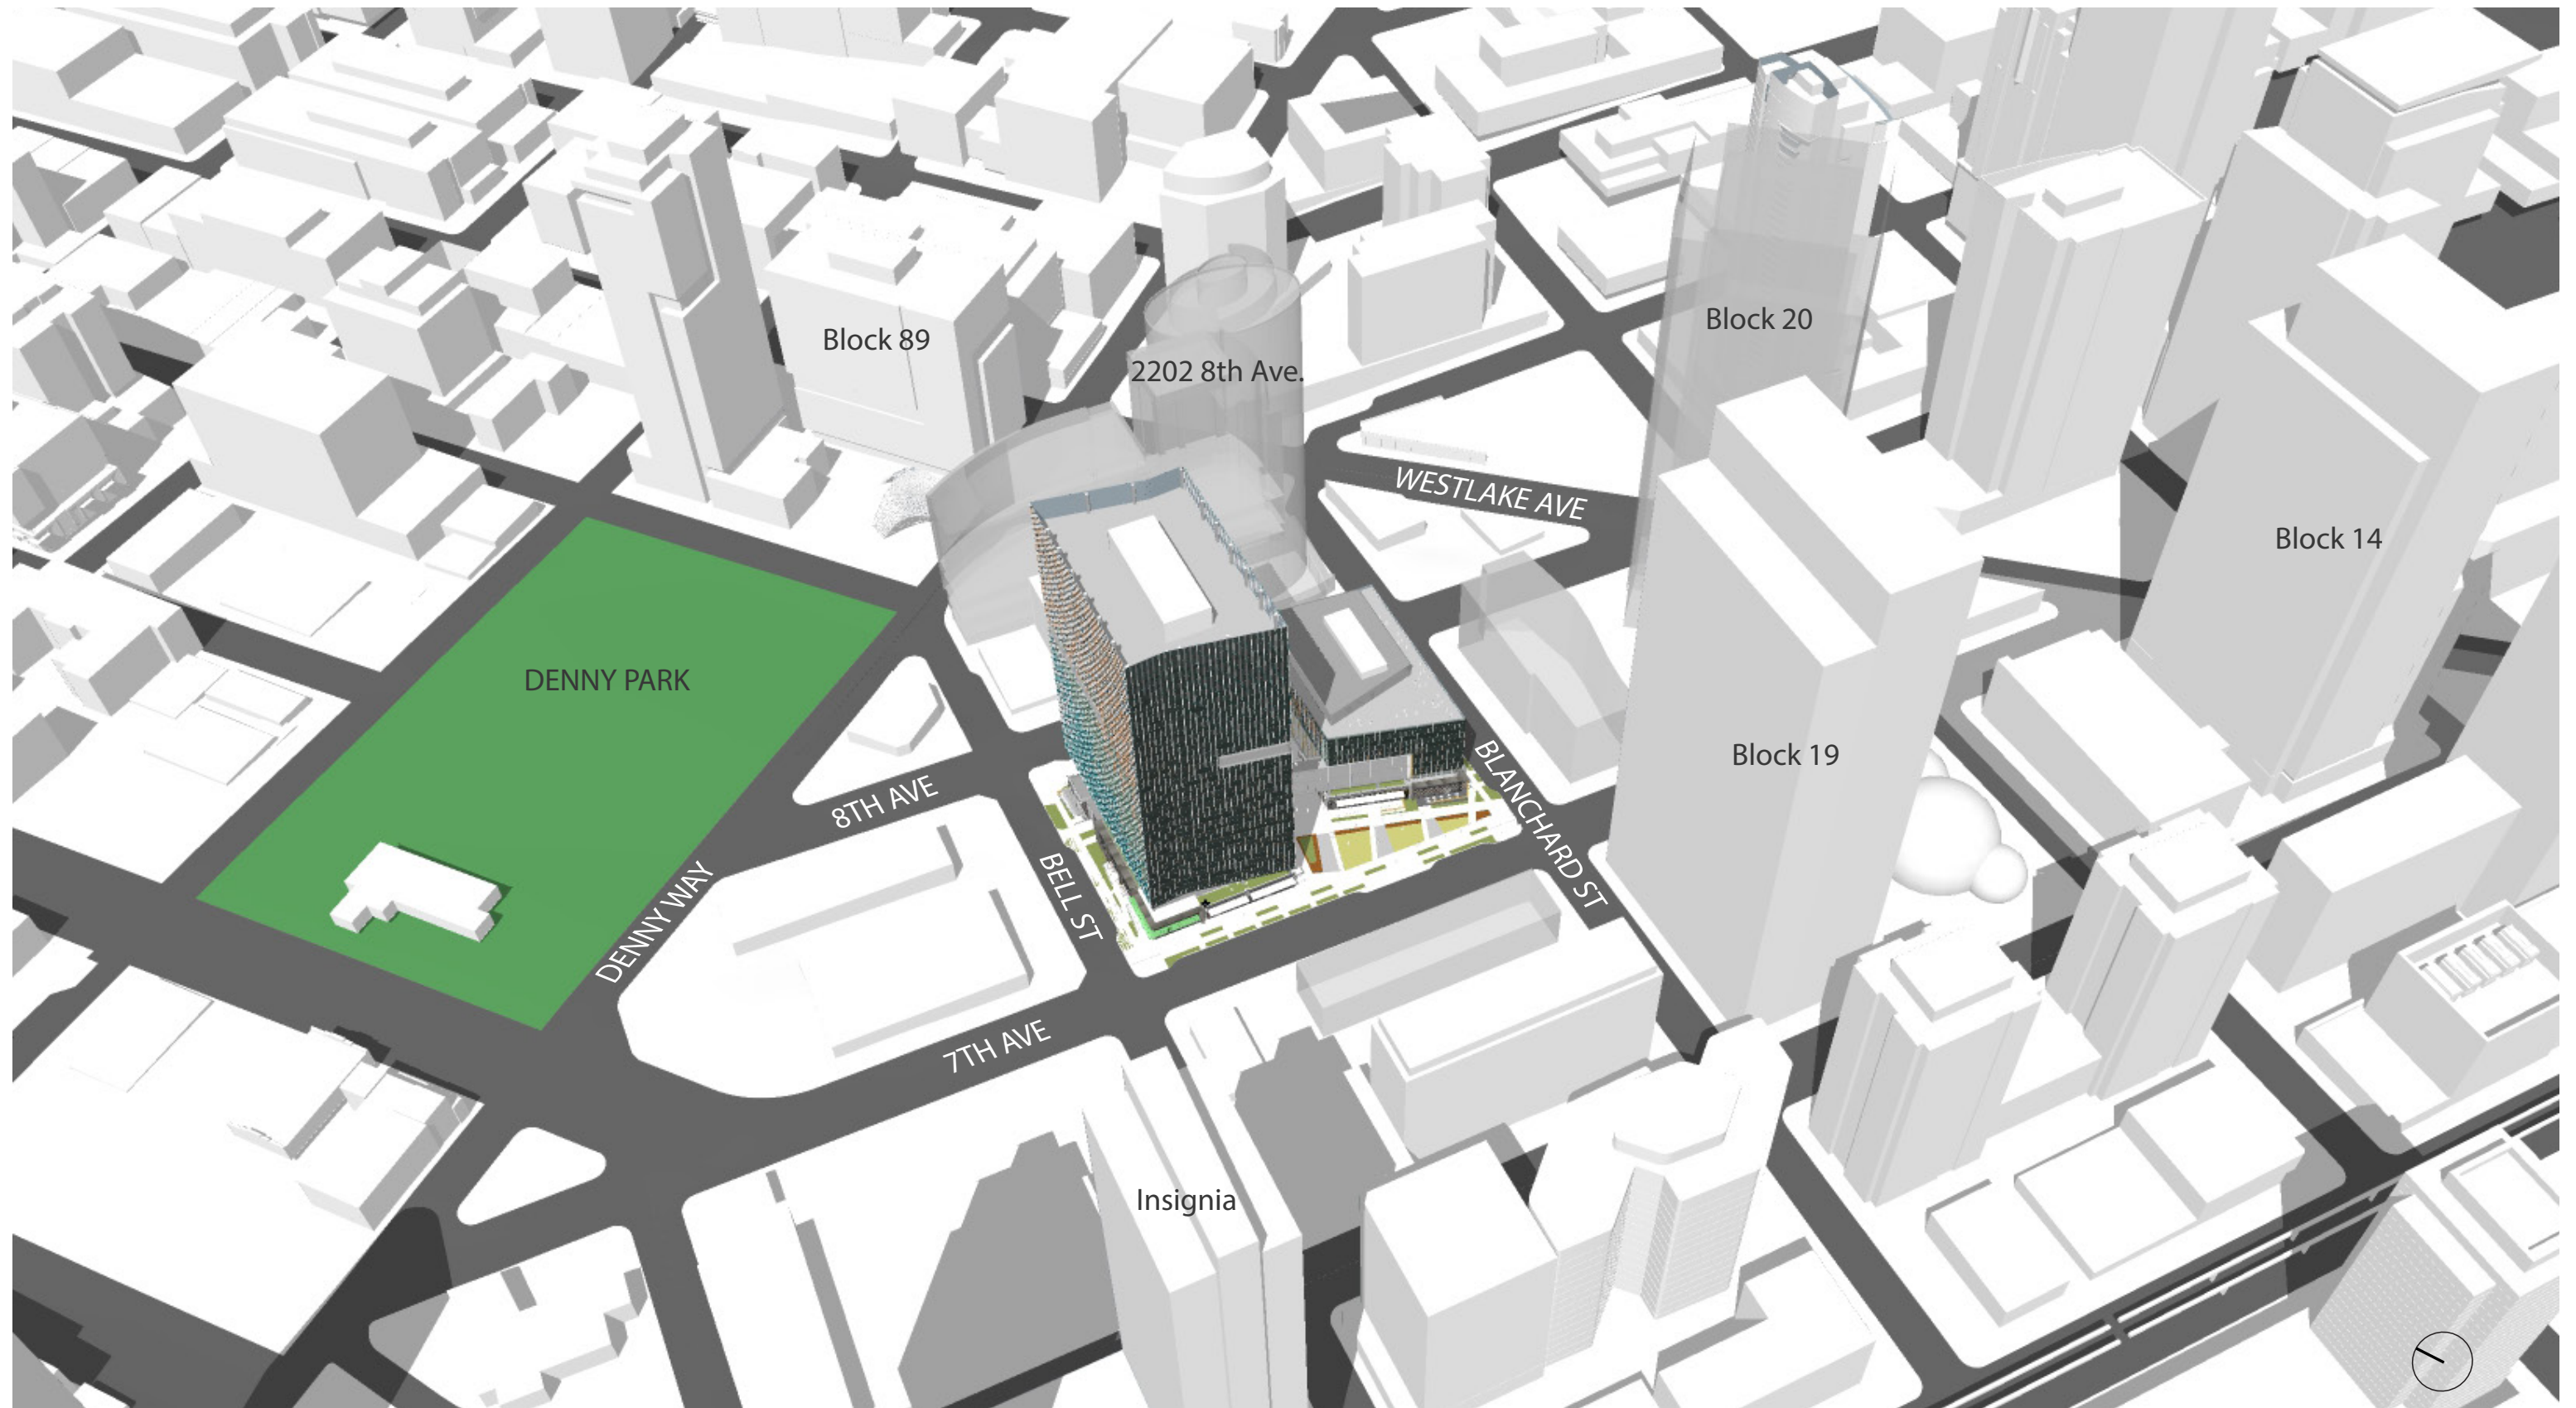 Block 20
Block 89
2202 8th Ave.
WESTLAKE AVE
Block 14
DENNY PARK
Block 19
8TH AVE
BLANCHARD ST
BELL ST
DENNY WAY
7TH AVE
Insignia